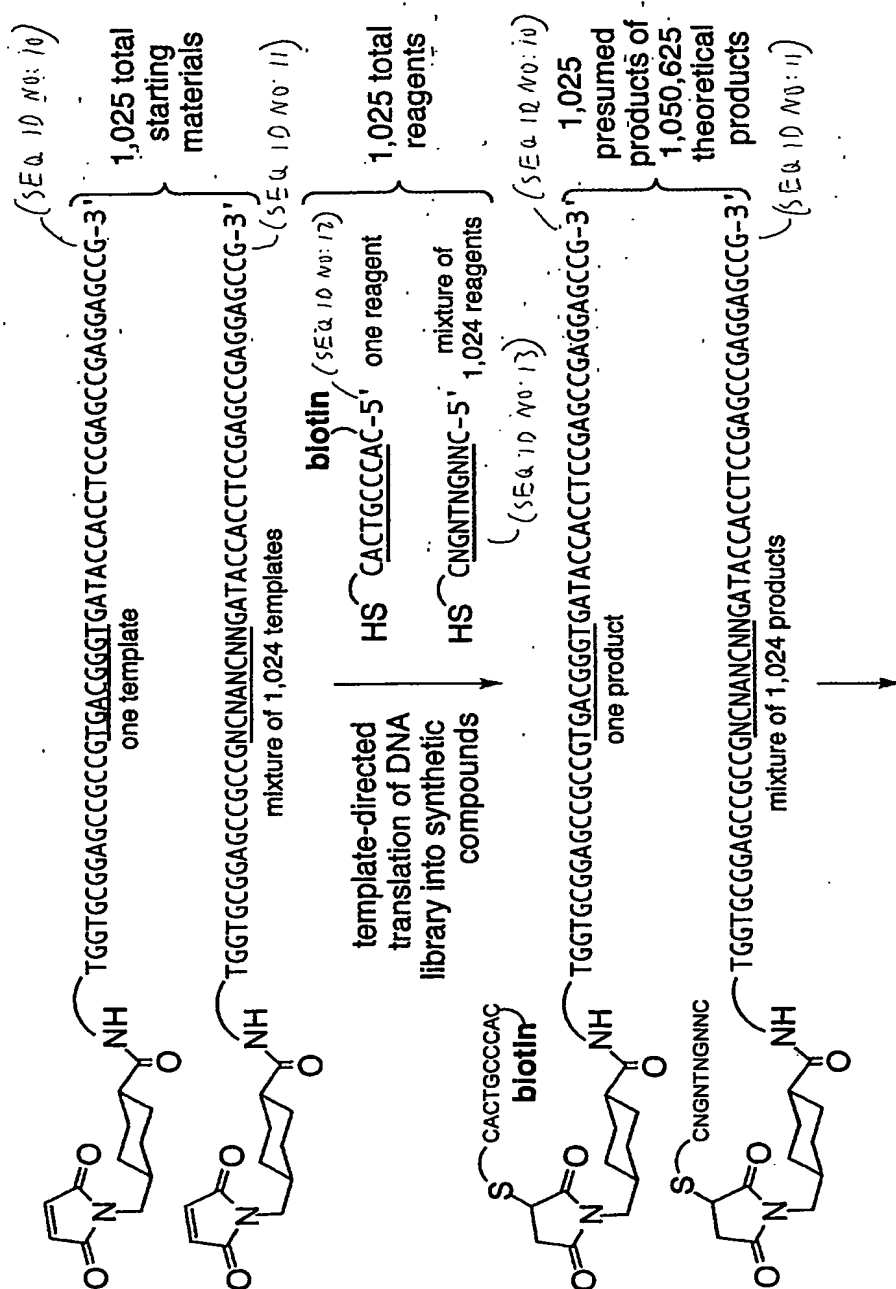 (SEQ ID NO: 10)
TGGTGCGGAGCCGCCGTGACGGGTGATACCACCTCCGAGCCGAGGAGCCG-3'
one template
O
N
O
NH
O
1,025 total
starting
materials
TGGTGCGGAGCCGCCGNCNANCNNGATACCACCTCCGAGCCGAGGAGCCG-3'
(SEQ ID NO: 11)
mixture of 1,024 templates
O
N
O
NH
O
template-directed
translation of DNA
library into synthetic
compounds
biotin
(SEQ ID NO: 12)
HS CACTGCCCAC-5'
one reagent
HS CNGNTNGNNC-5'
mixture of
1,024 reagents
(SEQ ID NO: 13)
1,025 total
reagents
(SEQ ID NO: 10)
S CACTGCCCAC
biotin
TGGTGCGGAGCCGCCGTGACGGGTGATACCACCTCCGAGCCGAGGAGCCG-3'
one product
O
N
O
NH
O
1,025
presumed
products of
1,050,625
theoretical
products
S CNGNTNGNNC
TGGTGCGGAGCCGCCGNCNANCNNGATACCACCTCCGAGCCGAGGAGCCG-3'
(SEQ ID NO: 11)
mixture of 1,024 products
O
N
O
NH
O